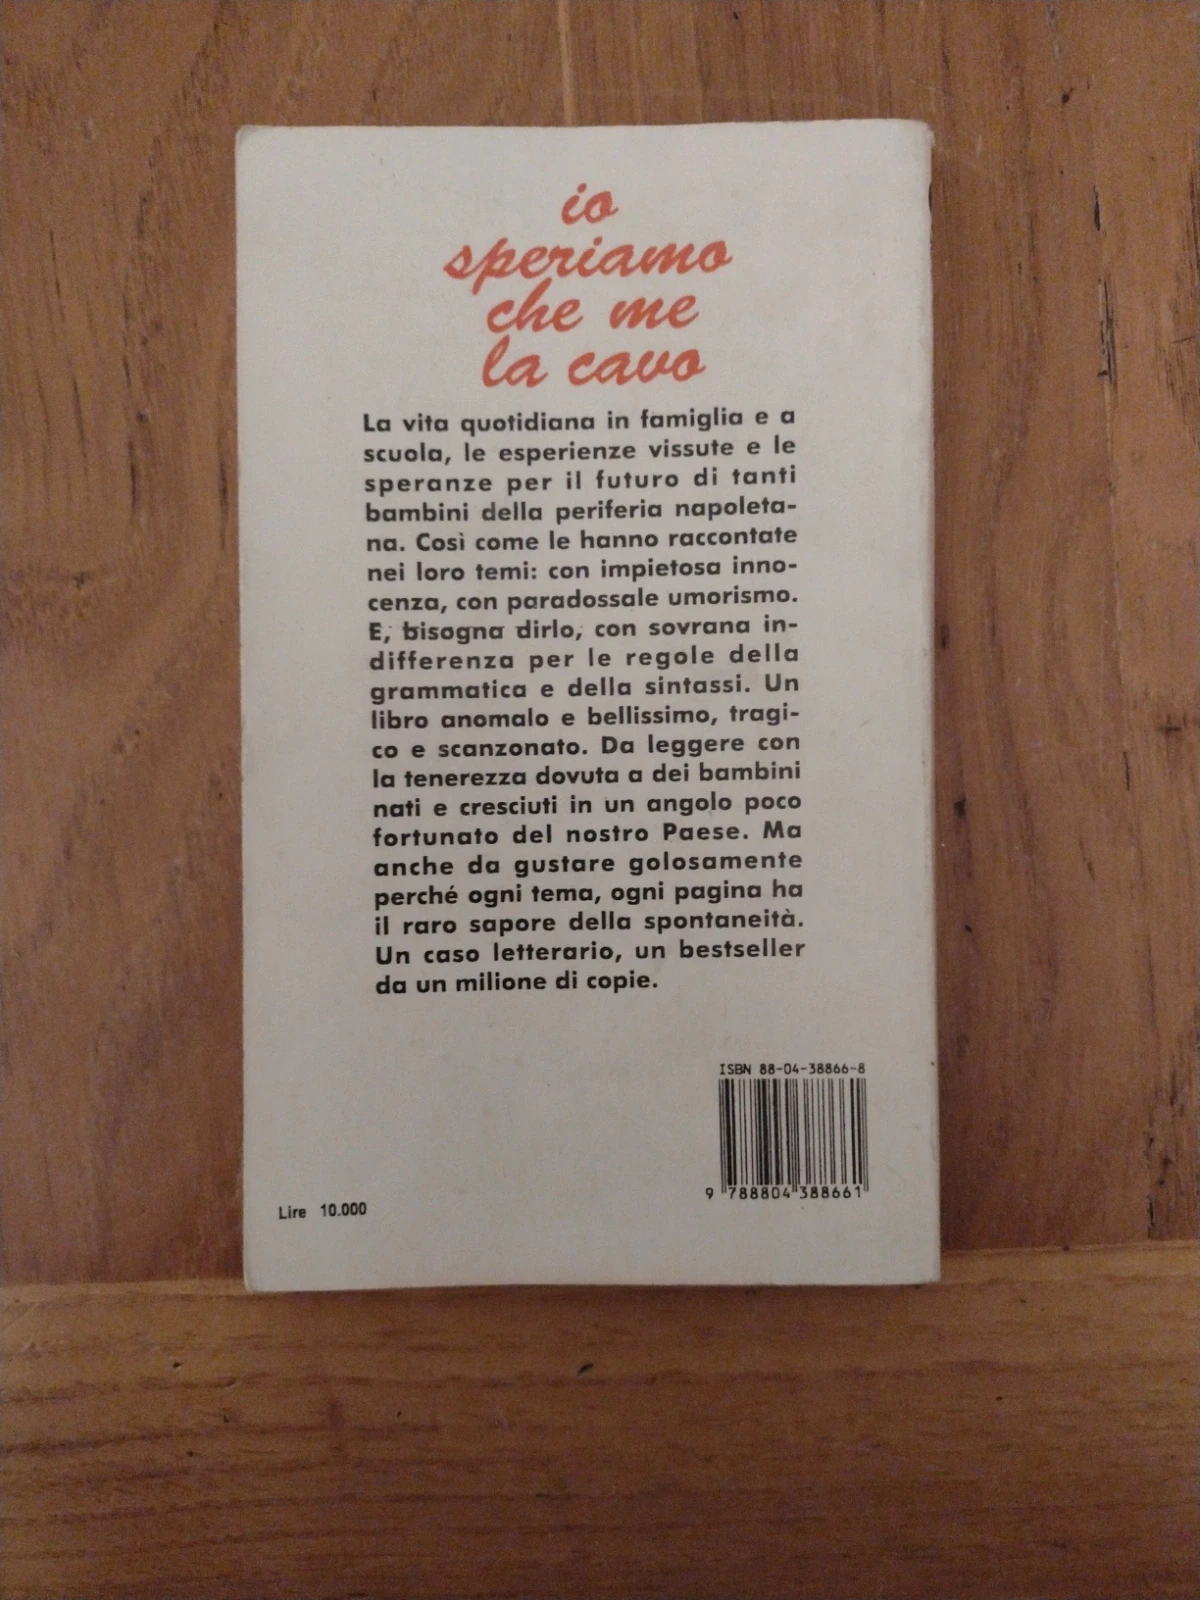 io
speriamo
che me
la cavo
La vita quotidiana in famiglia e a
scuola, le esperienze vissute e le
speranze per il futuro di tanti
bambini della periferia napoleta-
na. Così come le hanno raccontate
nei loro temi: con impietosa inno-
cenza, con paradossale umorismo.
E, bisogna dirlo, con sovrana in-
differenza per le regole della
grammatica e della sintassi. Un
libro anomalo e bellissimo, tragi-
co e scanzonato. Da leggere con
la tenerezza dovuta a dei bambini
nati e cresciuti in un angolo poco
fortunato del nostro Paese. Ma
anche da gustare golosamente
perché ogni tema, ogni pagina ha
il raro sapore della spontaneità.
Un caso letterario, un bestseller
da un milione di copie.
ISBN 88-04-38866-8
9 788804 388661
Lire 10.000